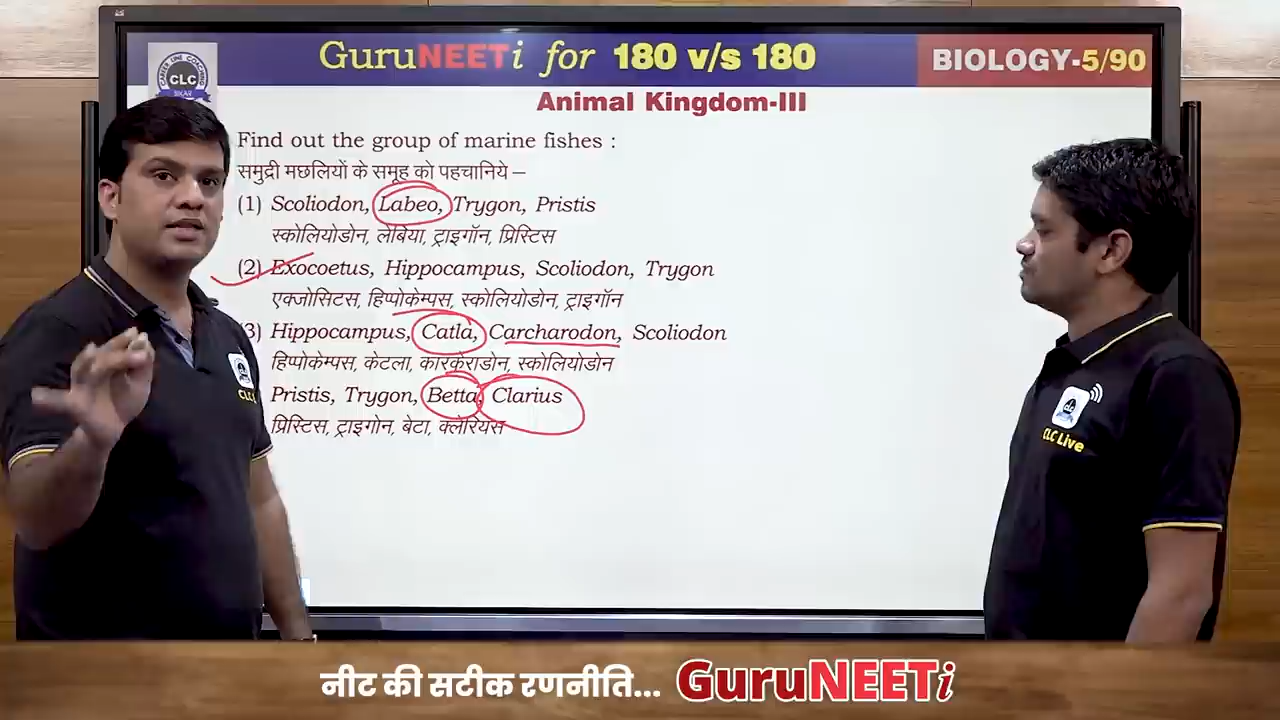 GuruNEETi for 180 v/s 180
BIOLOGY-5/90
CLC
SIKAR
Animal Kingdom-III
Find out the group of marine fishes :
समुद्री मछलियों के समूह को पहचानिये –
(1) Scoliodon, Labeo, Trygon, Pristis
स्कोलियोडोन, लेबिया, ट्राइगॉन, प्रिस्टिस
(2) Exocoetus, Hippocampus, Scoliodon, Trygon
एक्जोसिटस, हिप्पोकेम्पस, स्कोलियोडोन, ट्राइगॉन
3) Hippocampus, Catla, Carcharodon, Scoliodon
हिप्पोकेम्पस, केटला, कारकेराडोन, स्कोलियोडोन
Pristis, Trygon, Betta, Clarius
प्रिस्टिस, ट्राइगोन, बेटा, क्लेरियस
CLC
CLC Live
नीट की सटीक रणनीति... GuruNEETi